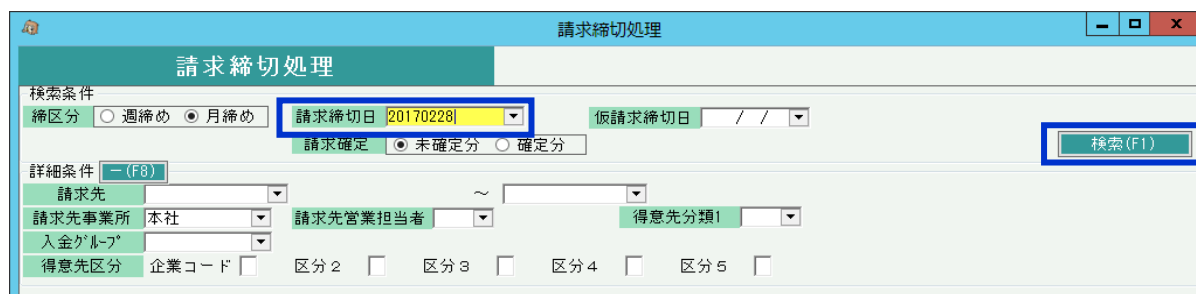 請求締切処理
請求締切処理
検索条件
締区分 週締め 月締め 請求締切日 20170228 仮請求締切日 / /
請求確定 未確定分 確定分 検索(F1)
詳細条件 －(F8)
請求先 ～
請求先事業所 本社 請求先営業担当者 得意先分類1
入金ｸﾞﾙｰﾌﾟ
得意先区分 企業コード 区分2 区分3 区分4 区分5